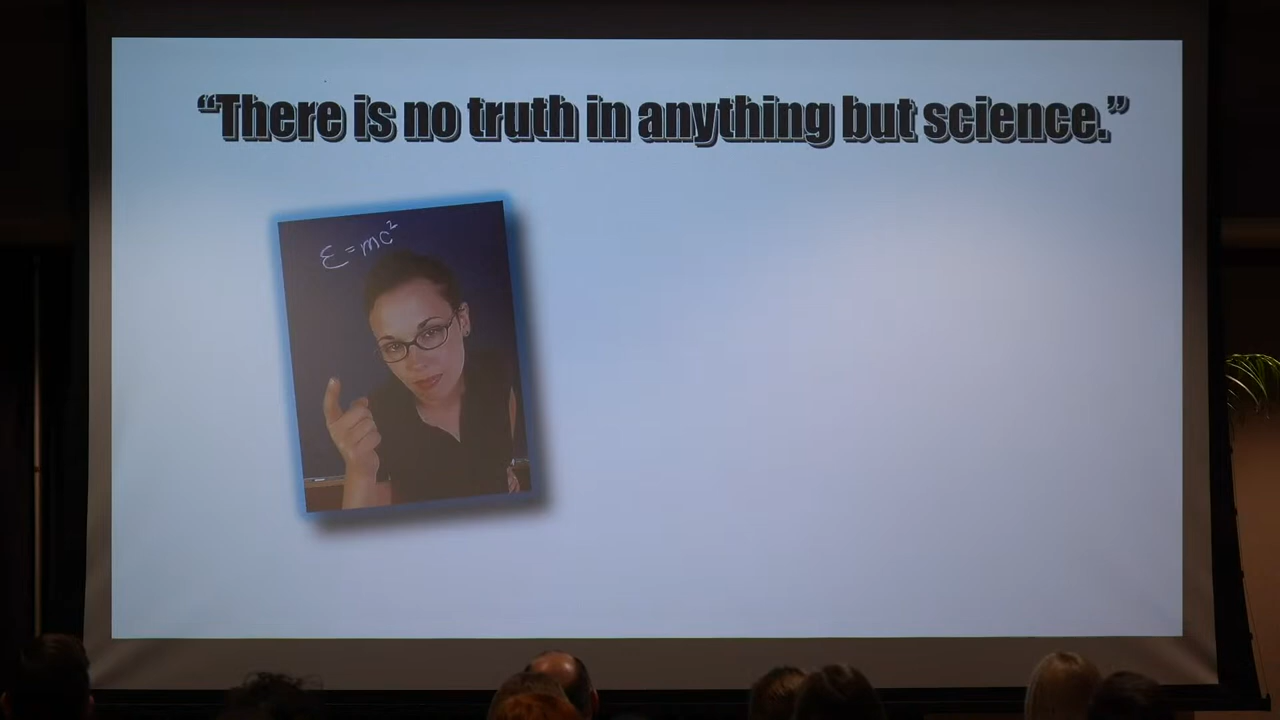 “There is no truth in anything but science.”
E=mc²